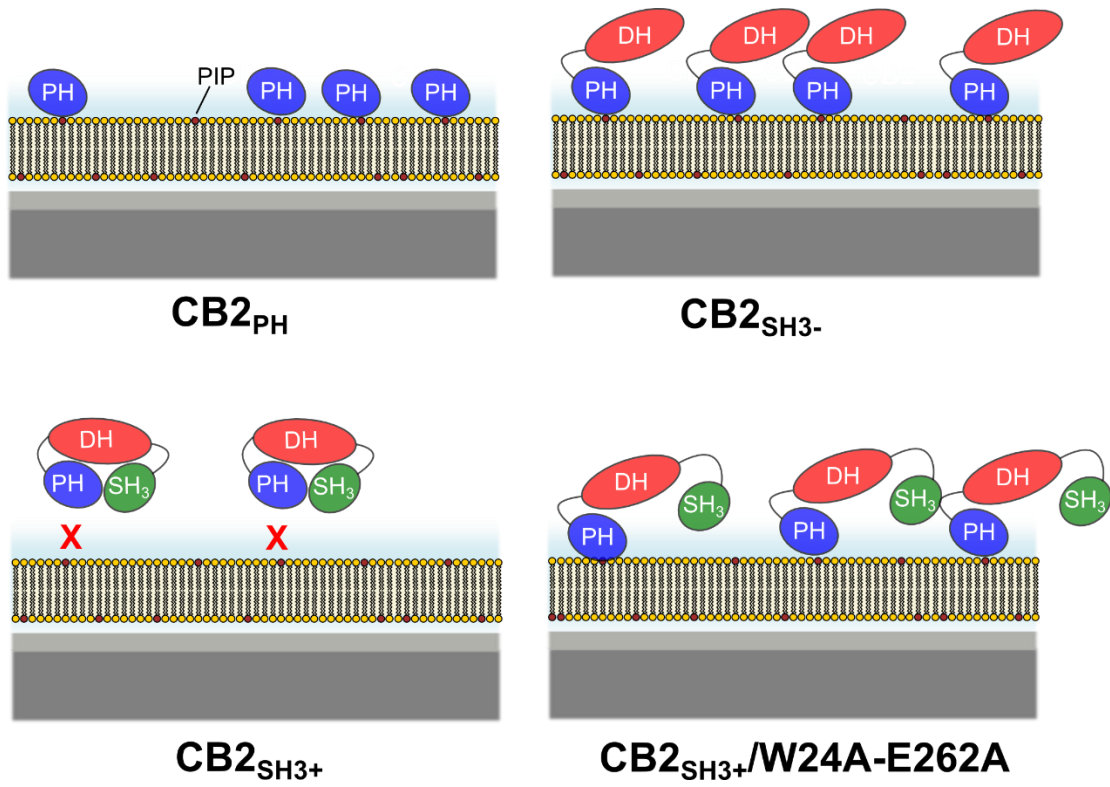 PIP
PH PH PH PH
CB2PH
DH DH DH DH
PH PH PH PH
CB2SH3-
DH DH
PH SH3 PH SH3
X X
CB2SH3+
DH DH DH
PH SH3 PH SH3 PH SH3
CB2SH3+/W24A-E262A